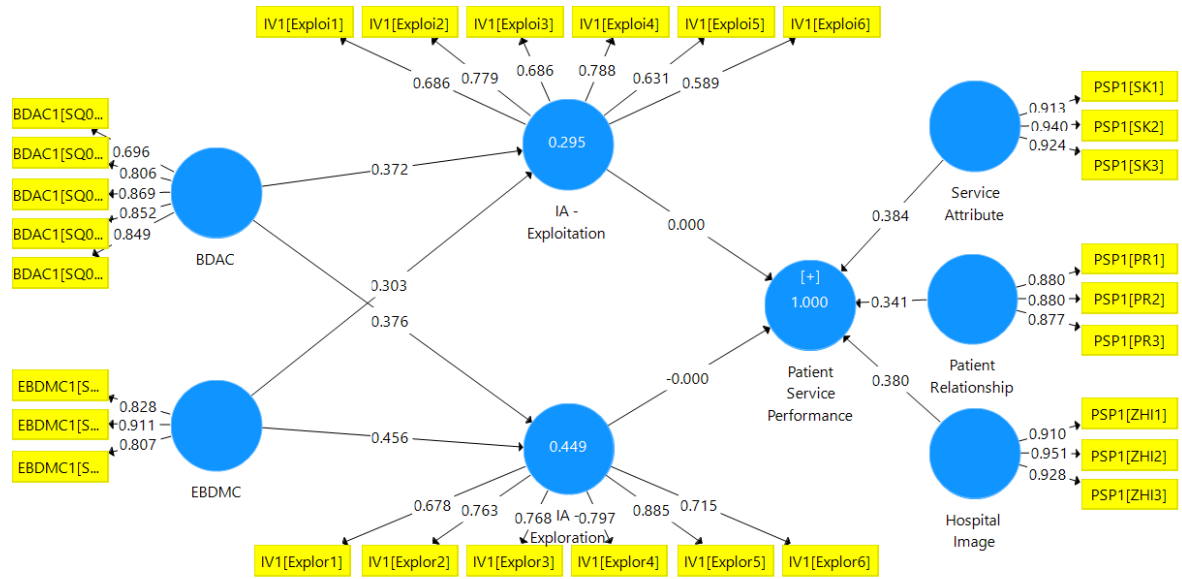 IV1[Exploi1] IV1[Exploi2] IV1[Exploi3] IV1[Exploi4] IV1[Exploi5] IV1[Exploi6]
0.686 0.779 0.686 0.788 0.631 0.589
BDAC1[SQ0...
BDAC1[SQ0...
BDAC1[SQ0...
BDAC1[SQ0...
BDAC1[SQ0...
0.696
0.806
0.869
0.852
0.849
BDAC
0.372
0.295
IA -
Exploitation
0.303
0.376
0.000
-0.000
EBDMC1[S...
EBDMC1[S...
EBDMC1[S...
0.828
0.911
0.807
EBDMC
0.456
0.449
IA -
Exploration
0.678 0.763 0.768 0.797 0.885 0.715
IV1[Explor1] IV1[Explor2] IV1[Explor3] IV1[Explor4] IV1[Explor5] IV1[Explor6]
[+]
1.000
Patient
Service
Performance
0.384
0.341
0.380
Service
Attribute
0.913
0.940
0.924
PSP1[SK1]
PSP1[SK2]
PSP1[SK3]
Patient
Relationship
0.880
0.880
0.877
PSP1[PR1]
PSP1[PR2]
PSP1[PR3]
Hospital
Image
0.910
0.951
0.928
PSP1[ZHI1]
PSP1[ZHI2]
PSP1[ZHI3]